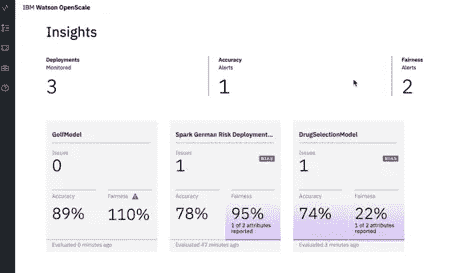 IBM Watson OpenScale
Insights
Deployments
Monitored
3
Accuracy
Alerts
1
Fairness
Alerts
2
GolfModel
Issues
0
Accuracy
89%
Fairness
110%
Evaluated 0 minutes ago
Spark German Risk Deployment...
Issues
1
Bias
Accuracy
78%
Fairness
95%
1 of 2 attributes
reported
Evaluated 47 minutes ago
DrugSelectionModel
Issues
1
Bias
Accuracy
74%
Fairness
22%
1 of 2 attributes
reported
Evaluated 2 minutes ago